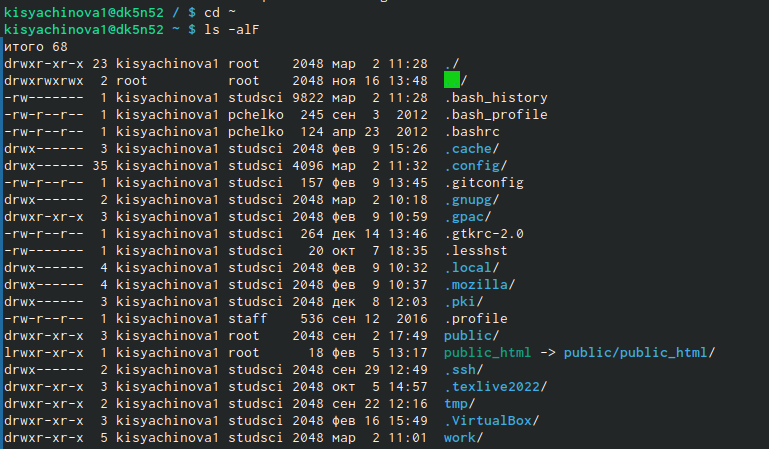 kisyachinova1@dk5n52 / $ cd ~
kisyachinova1@dk5n52 ~ $ ls -alF
итого 68
drwxr-xr-x 23 kisyachinova1 root    2048 мар  2 11:28  ./
drwxrwxrwx  2 root          root    2048 ноя 16 13:48  ../
-rw-------  1 kisyachinova1 studsci 9822 мар  2 11:28  .bash_history
-rw-r--r--  1 kisyachinova1 pchelko  245 сен  3  2012  .bash_profile
-rw-r--r--  1 kisyachinova1 pchelko  124 апр 23  2012  .bashrc
drwx------  3 kisyachinova1 studsci 2048 фев  9 15:26  .cache/
drwx------ 35 kisyachinova1 studsci 4096 мар  2 11:32  .config/
-rw-r--r--  1 kisyachinova1 studsci  157 фев  9 13:45  .gitconfig
drwx------  2 kisyachinova1 studsci 2048 мар  2 10:18  .gnupg/
drwxr-xr-x  3 kisyachinova1 studsci 2048 фев  9 10:59  .gpac/
-rw-r--r--  1 kisyachinova1 studsci  264 дек 14 13:46  .gtkrc-2.0
-rw-------  1 kisyachinova1 studsci   20 окт  7 18:35  .lesshst
drwx------  4 kisyachinova1 studsci 2048 фев  9 10:32  .local/
drwx------  4 kisyachinova1 studsci 2048 фев  9 10:37  .mozilla/
drwx------  3 kisyachinova1 studsci 2048 дек  8 12:03  .pki/
-rw-r--r--  1 kisyachinova1 staff    536 сен 12  2016  .profile
drwxr-xr-x  3 kisyachinova1 root    2048 сен  2 17:49  public/
lrwxr-xr-x  1 kisyachinova1 root      18 фев  5 13:17  public_html -> public/public_html/
drwx------  2 kisyachinova1 studsci 2048 сен 29 12:49  .ssh/
drwxr-xr-x  3 kisyachinova1 studsci 2048 окт  5 14:57  .texlive2022/
drwxr-xr-x  2 kisyachinova1 studsci 2048 сен 22 12:16  tmp/
drwxr-xr-x  3 kisyachinova1 studsci 2048 фев 16 15:49  .VirtualBox/
drwxr-xr-x  5 kisyachinova1 studsci 2048 мар  2 11:01  work/